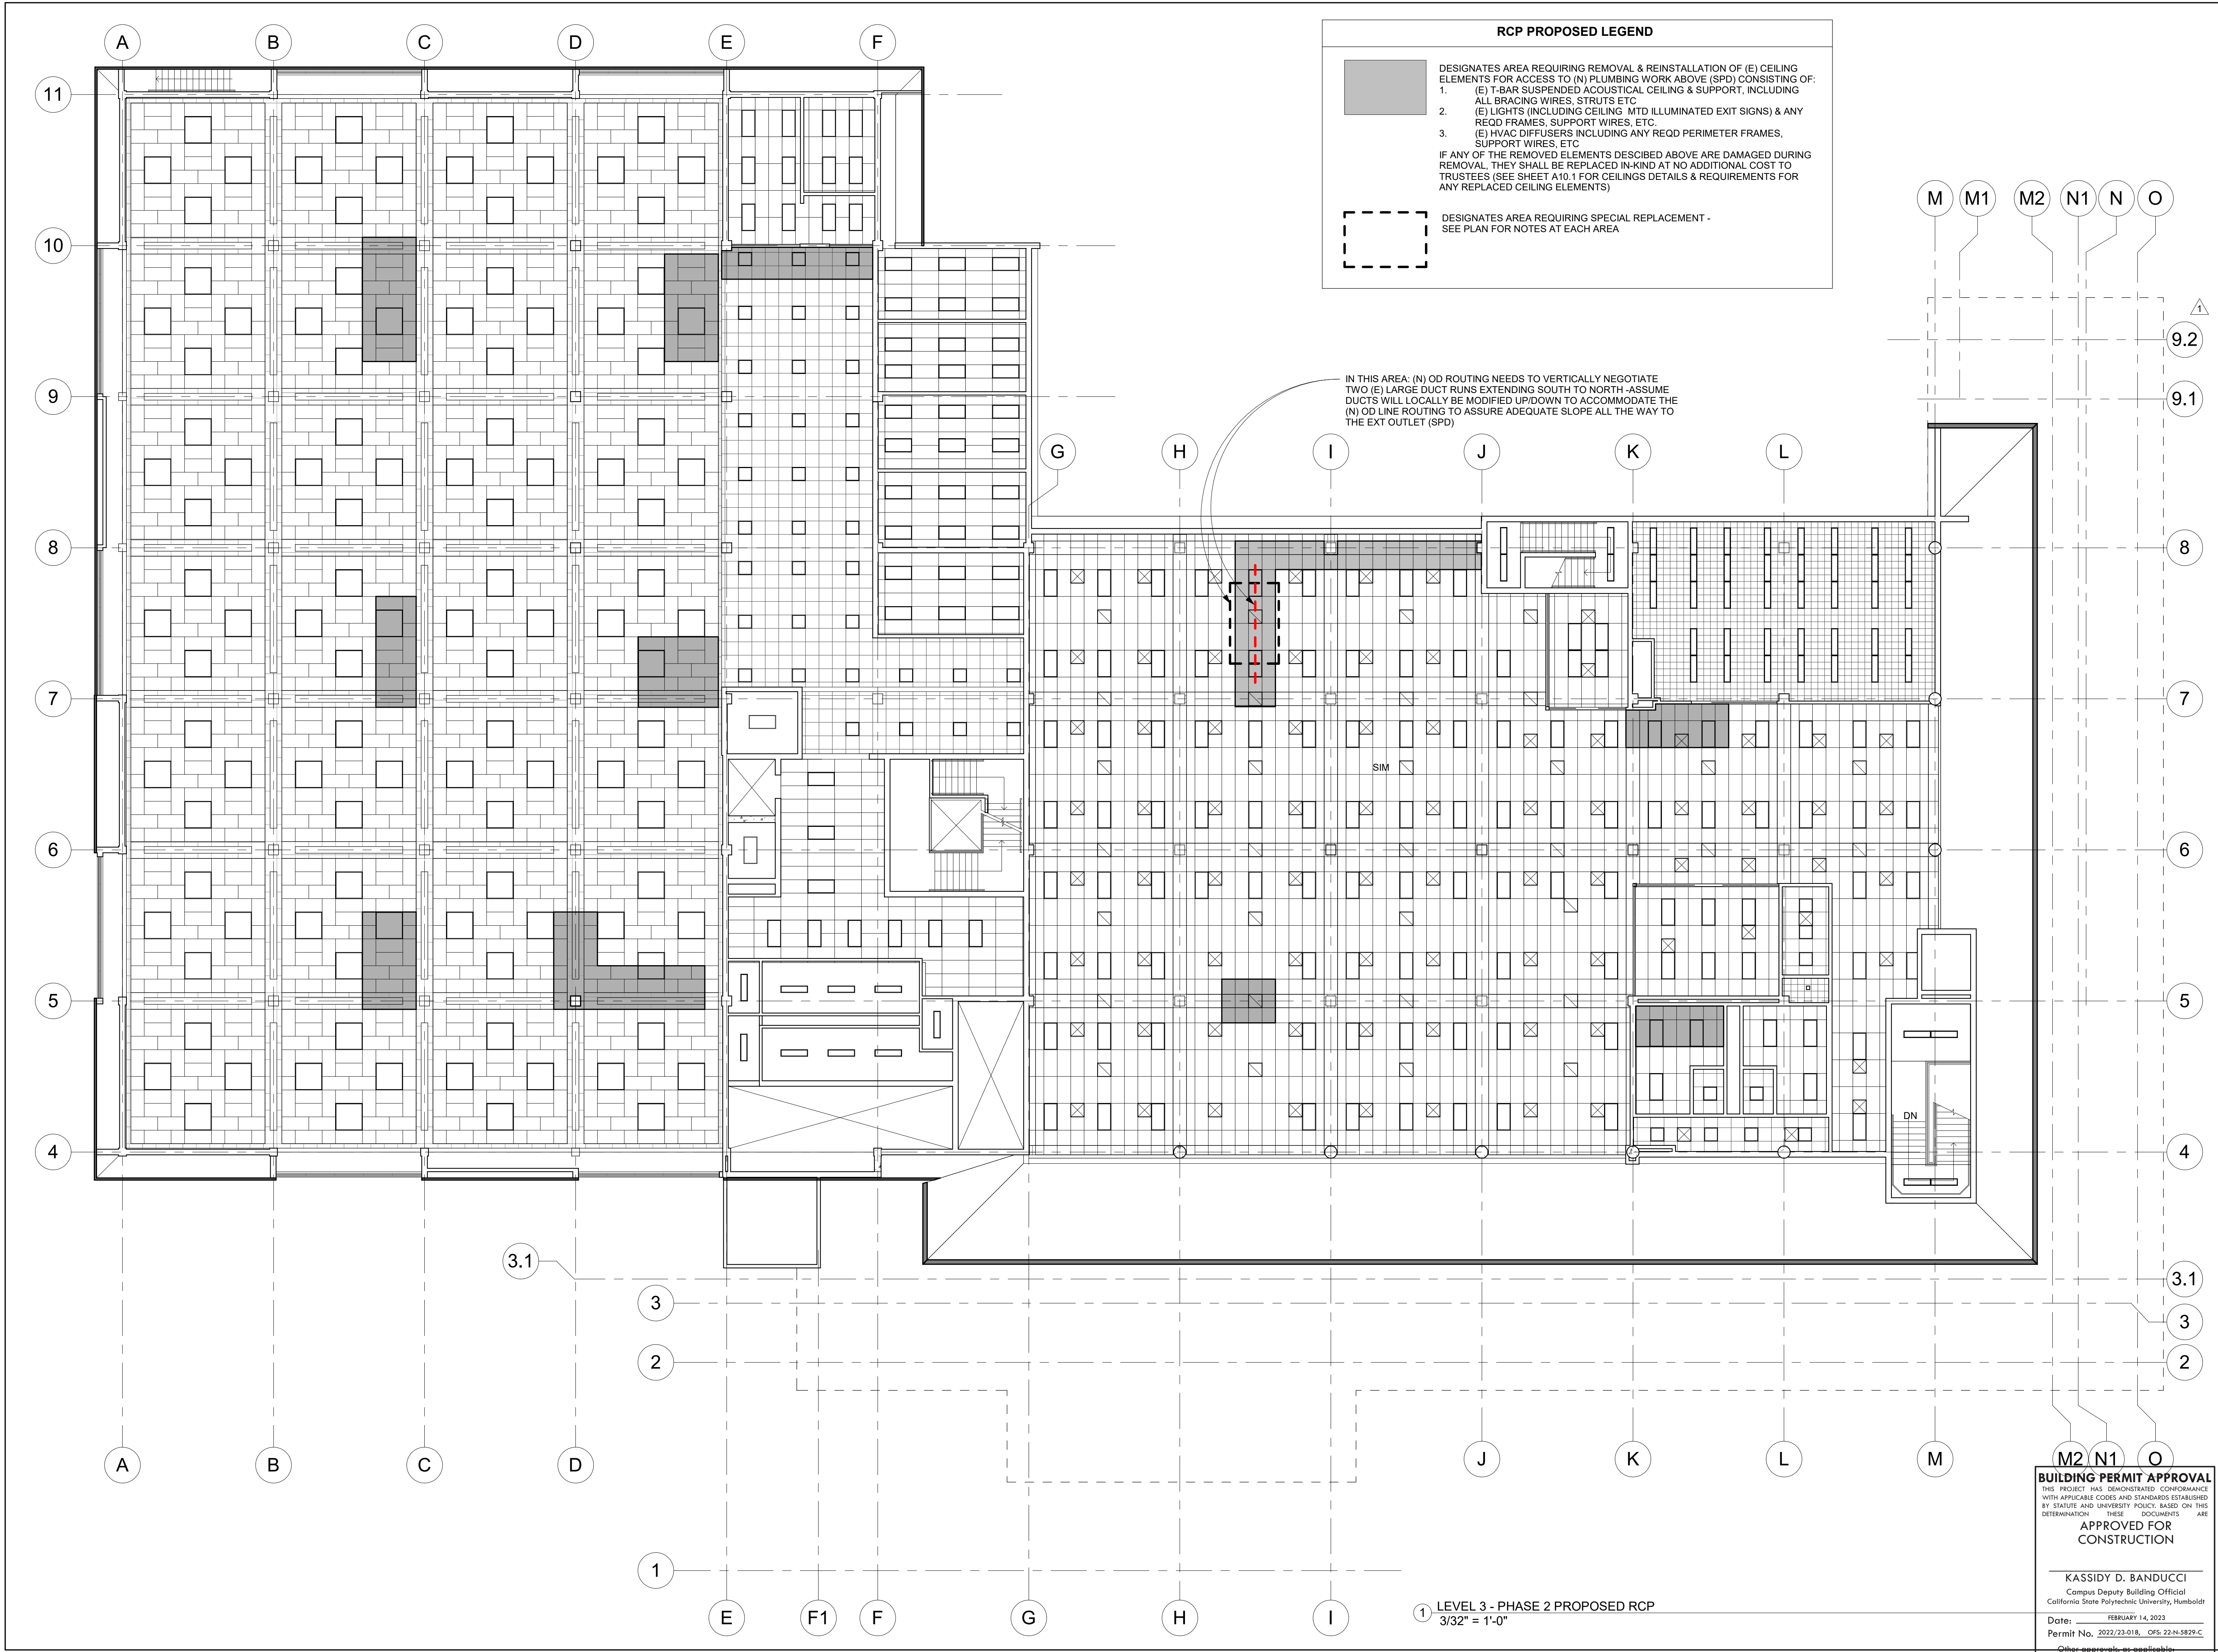 A B C D E F
RCP PROPOSED LEGEND
DESIGNATES AREA REQUIRING REMOVAL & REINSTALLATION OF (E) CEILING
ELEMENTS FOR ACCESS TO (N) PLUMBING WORK ABOVE (SPD) CONSISTING OF:
1. (E) T-BAR SUSPENDED ACOUSTICAL CEILING & SUPPORT, INCLUDING
ALL BRACING WIRES, STRUTS ETC
2. (E) LIGHTS (INCLUDING CEILING MTD ILLUMINATED EXIT SIGNS) & ANY
REQD FRAMES, SUPPORT WIRES, ETC.
3. (E) HVAC DIFFUSERS INCLUDING ANY REQD PERIMETER FRAMES,
SUPPORT WIRES, ETC
IF ANY OF THE REMOVED ELEMENTS DESCIBED ABOVE ARE DAMAGED DURING
REMOVAL, THEY SHALL BE REPLACED IN-KIND AT NO ADDITIONAL COST TO
TRUSTEES (SEE SHEET A10.1 FOR CEILINGS DETAILS & REQUIREMENTS FOR
ANY REPLACED CEILING ELEMENTS)
DESIGNATES AREA REQUIRING SPECIAL REPLACEMENT -
SEE PLAN FOR NOTES AT EACH AREA
M M1 M2 N1 N O
11
10
9
8
7
6
5
4
1
9.2
9.1
IN THIS AREA: (N) OD ROUTING NEEDS TO VERTICALLY NEGOTIATE
TWO (E) LARGE DUCT RUNS EXTENDING SOUTH TO NORTH -ASSUME
DUCTS WILL LOCALLY BE MODIFIED UP/DOWN TO ACCOMMODATE THE
(N) OD LINE ROUTING TO ASSURE ADEQUATE SLOPE ALL THE WAY TO
THE EXT OUTLET (SPD)
G H I J K L
8
7
SIM
6
5
DN
4
3.1
3.1
3
3
2
2
A B C D
J K L M M2 N1 O
1
E F1 F G H I
1 LEVEL 3 - PHASE 2 PROPOSED RCP
3/32" = 1'-0"
BUILDING PERMIT APPROVAL
THIS PROJECT HAS DEMONSTRATED CONFORMANCE
WITH APPLICABLE CODES AND STANDARDS ESTABLISHED
BY STATUTE AND UNIVERSITY POLICY. BASED ON THIS
DETERMINATION THESE DOCUMENTS ARE
APPROVED FOR
CONSTRUCTION
KASSIDY D. BANDUCCI
Campus Deputy Building Official
California State Polytechnic University, Humboldt
Date: FEBRUARY 14, 2023
Permit No. 2022/23-018, OFS: 22-N-5829-C
Other approvals, as applicable: